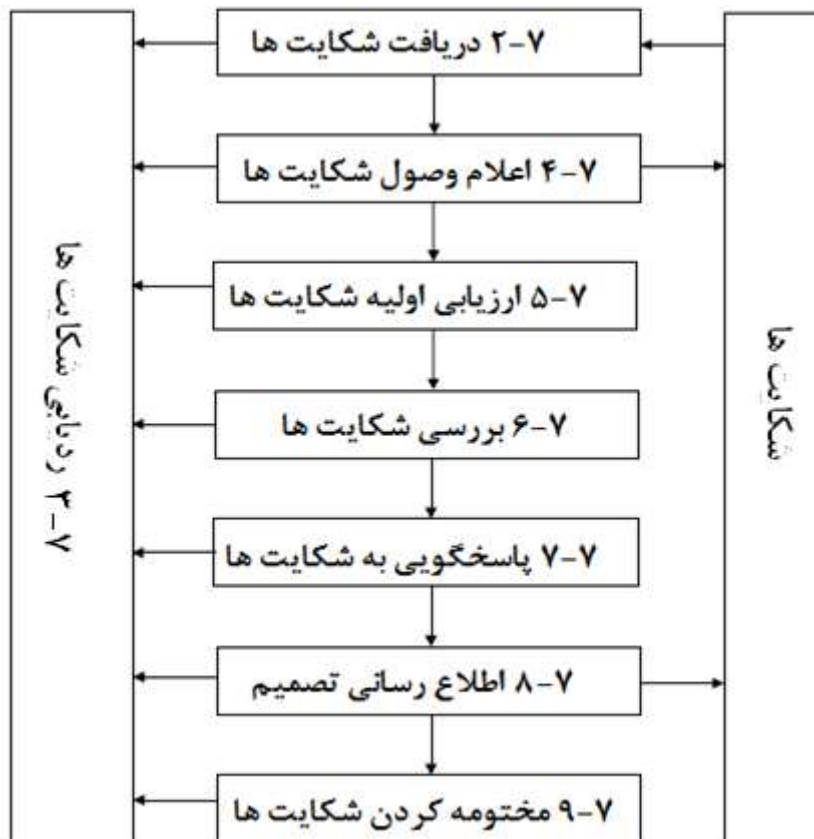 ۷-۲ دریافت شکایت ها
۷-۴ اعلام وصول شکایت ها
۷-۵ ارزیابی اولیه شکایت ها
۷-۶ بررسی شکایت ها
۷-۷ پاسخگویی به شکایت ها
۷-۸ اطلاع رسانی تصمیم
۷-۹ مختومه کردن شکایت ها
شکایت ها
۷-۳ ردیابی شکایت ها